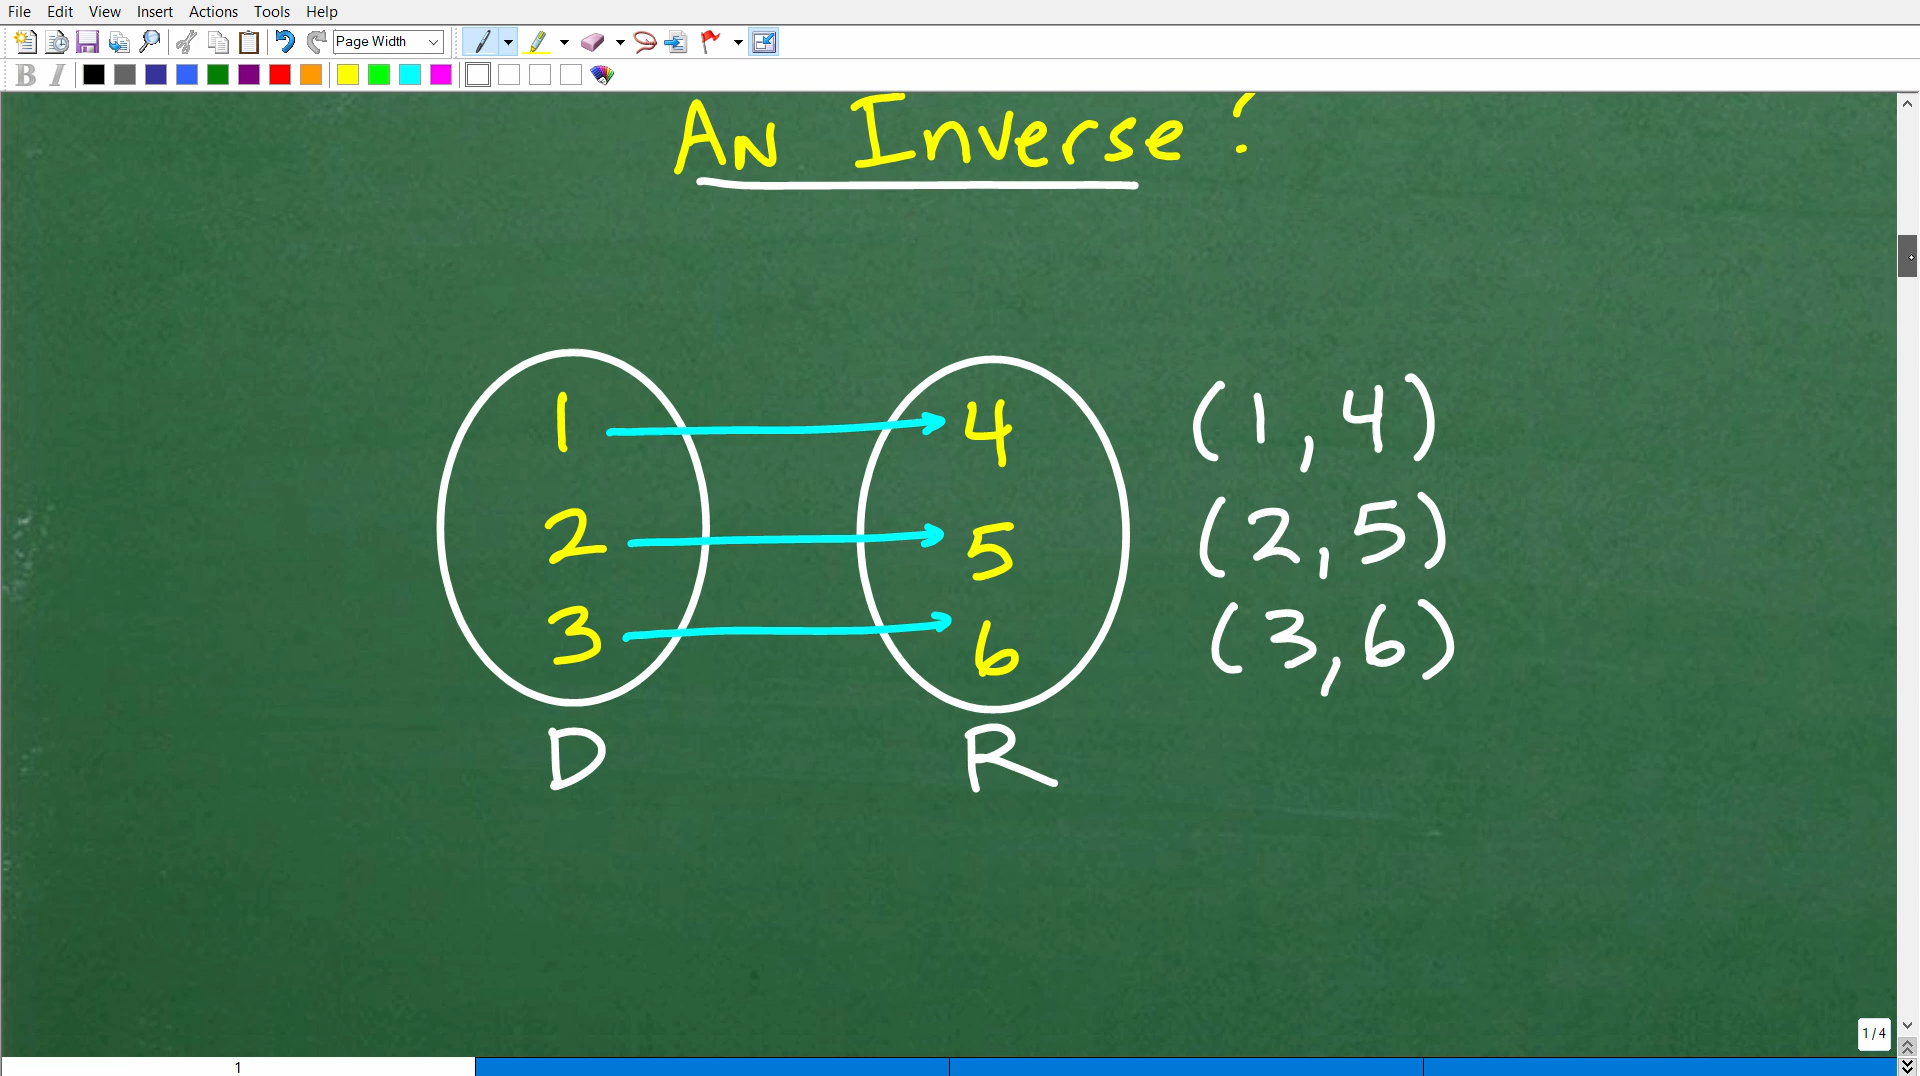 File Edit View Insert Actions Tools Help
Page Width
B I
An Inverse?
1 4 (1, 4)
2 5 (2, 5)
3 6 (3, 6)
D R
1/4
1